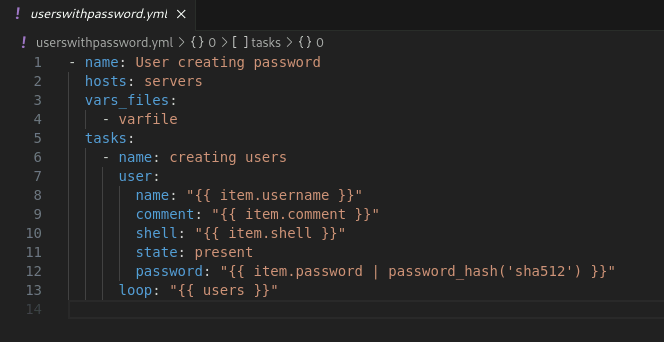 ! userswithpassword.yml ×
! userswithpassword.yml > {} 0 > [ ] tasks > {} 0
1 - name: User creating password
2 hosts: servers
3 vars_files:
4 - varfile
5 tasks:
6 - name: creating users
7 user:
8 name: "{{ item.username }}"
9 comment: "{{ item.comment }}"
10 shell: "{{ item.shell }}"
11 state: present
12 password: "{{ item.password | password_hash('sha512') }}"
13 loop: "{{ users }}"
14